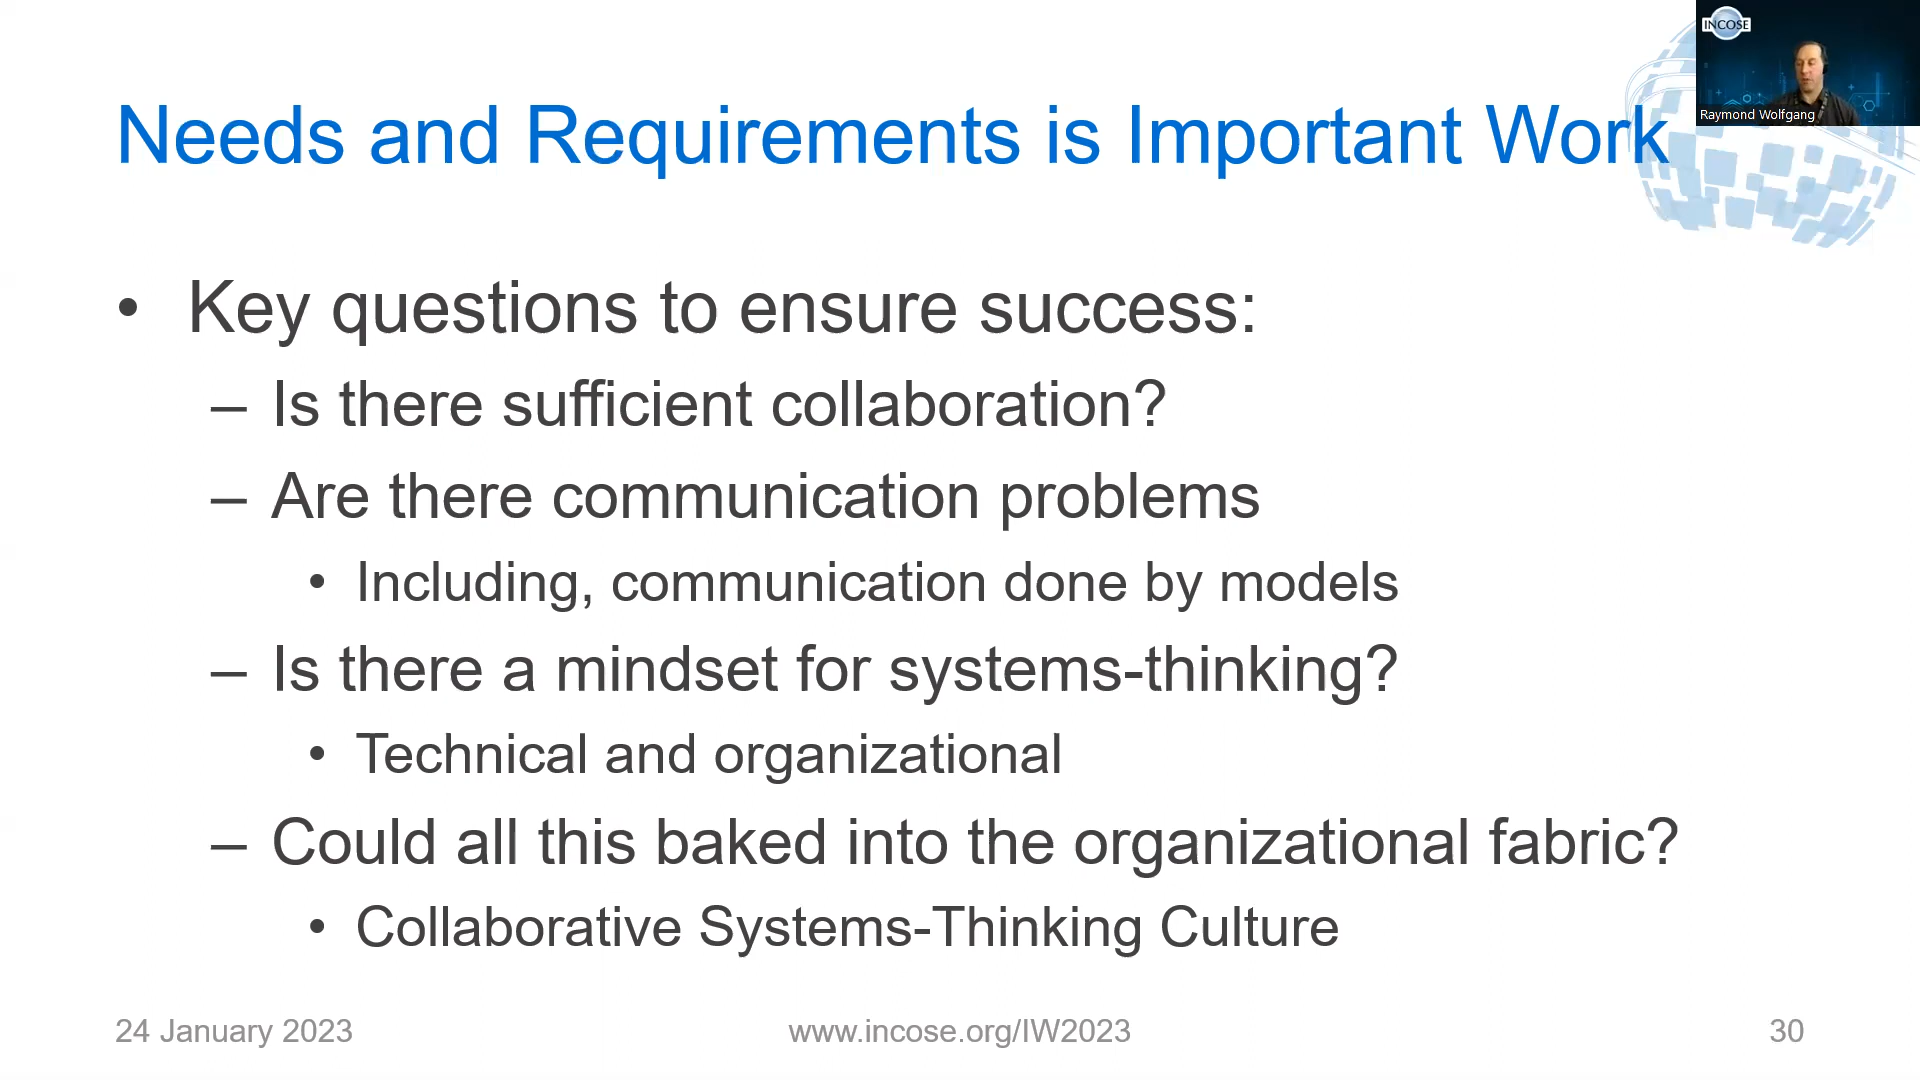 INCOSE
Raymond Wolfgang
Needs and Requirements is Important Work
• Key questions to ensure success:
– Is there sufficient collaboration?
– Are there communication problems
• Including, communication done by models
– Is there a mindset for systems-thinking?
• Technical and organizational
– Could all this baked into the organizational fabric?
• Collaborative Systems-Thinking Culture
24 January 2023
www.incose.org/IW2023
30